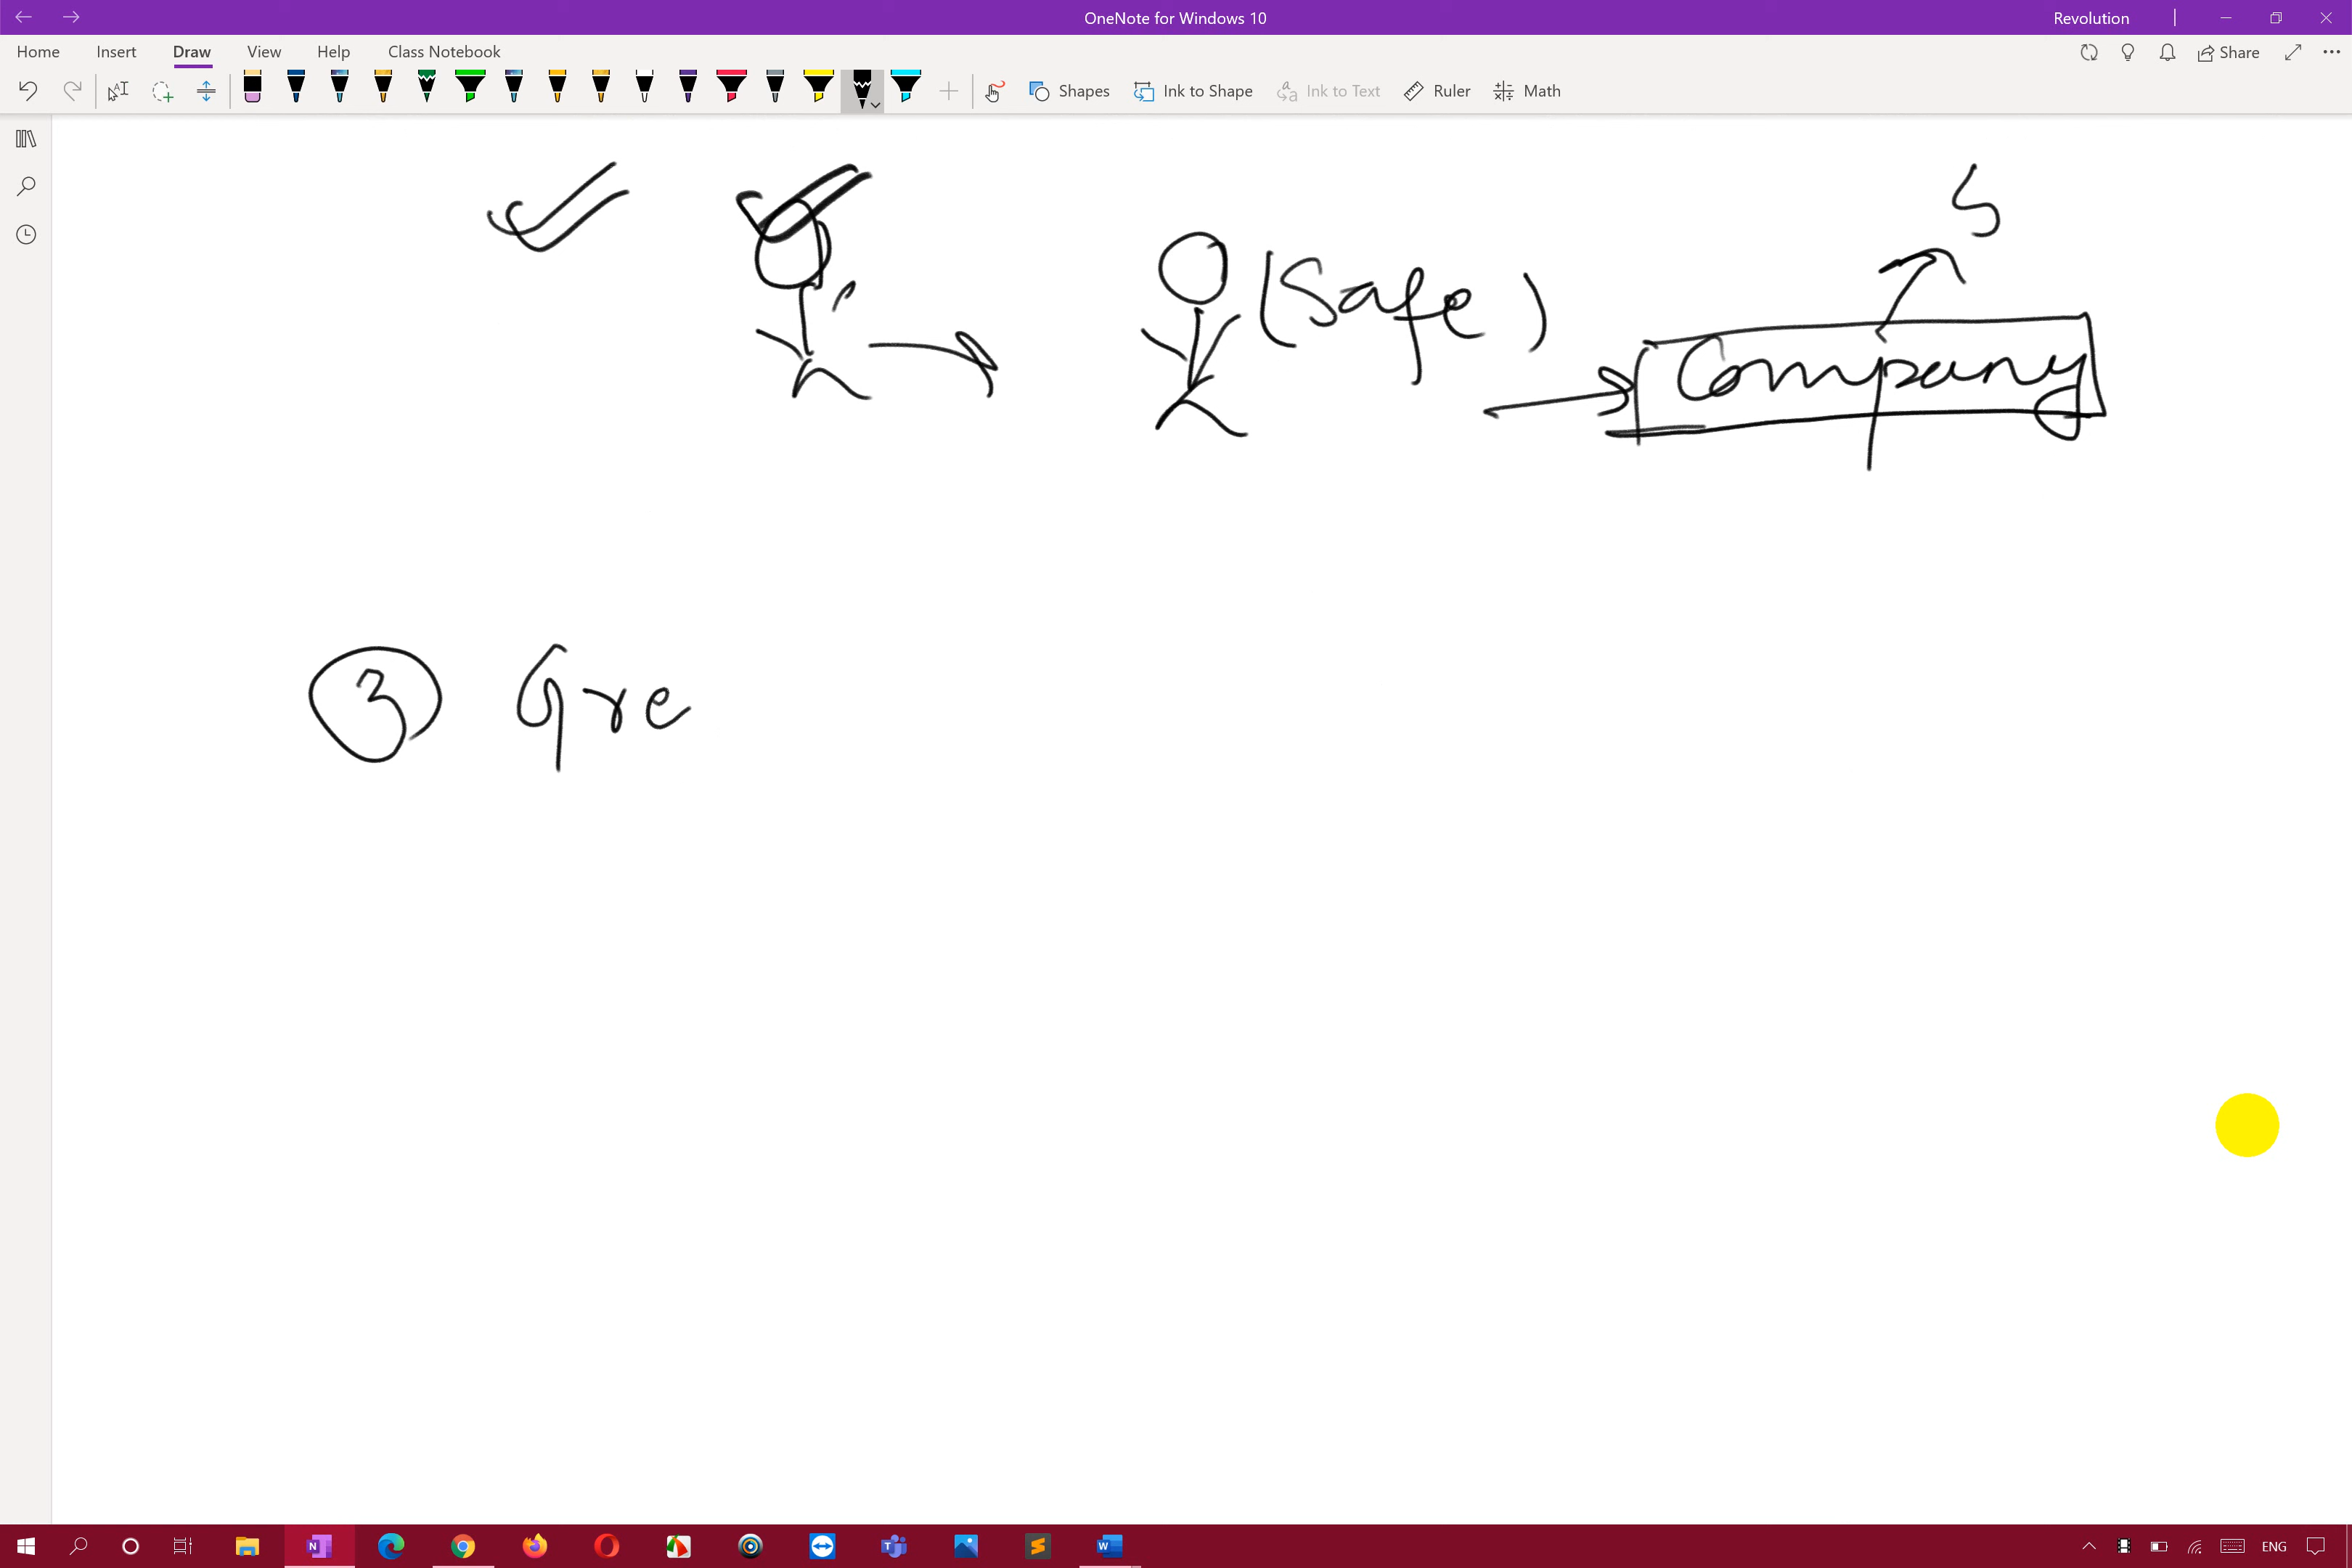 OneNote for Windows 10
Revolution
Home Insert Draw View Help Class Notebook
Share
Shapes Ink to Shape Ink to Text Ruler Math
S
(Safe)
Company
3 Gre
ENG